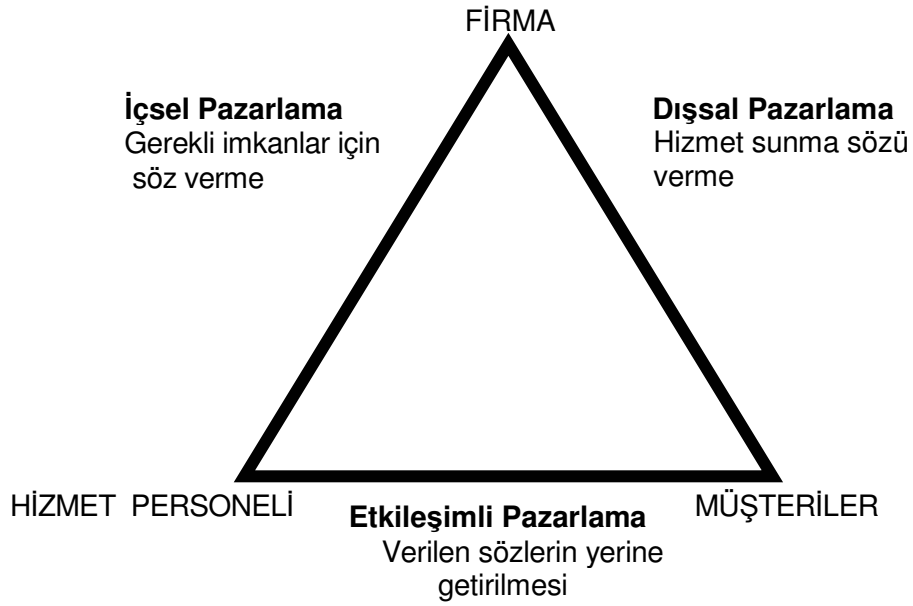 FİRMA
İçsel Pazarlama
Gerekli imkanlar için
söz verme
Dışsal Pazarlama
Hizmet sunma sözü
verme
HİZMET PERSONELİ
MÜŞTERİLER
Etkileşimli Pazarlama
Verilen sözlerin yerine
getirilmesi